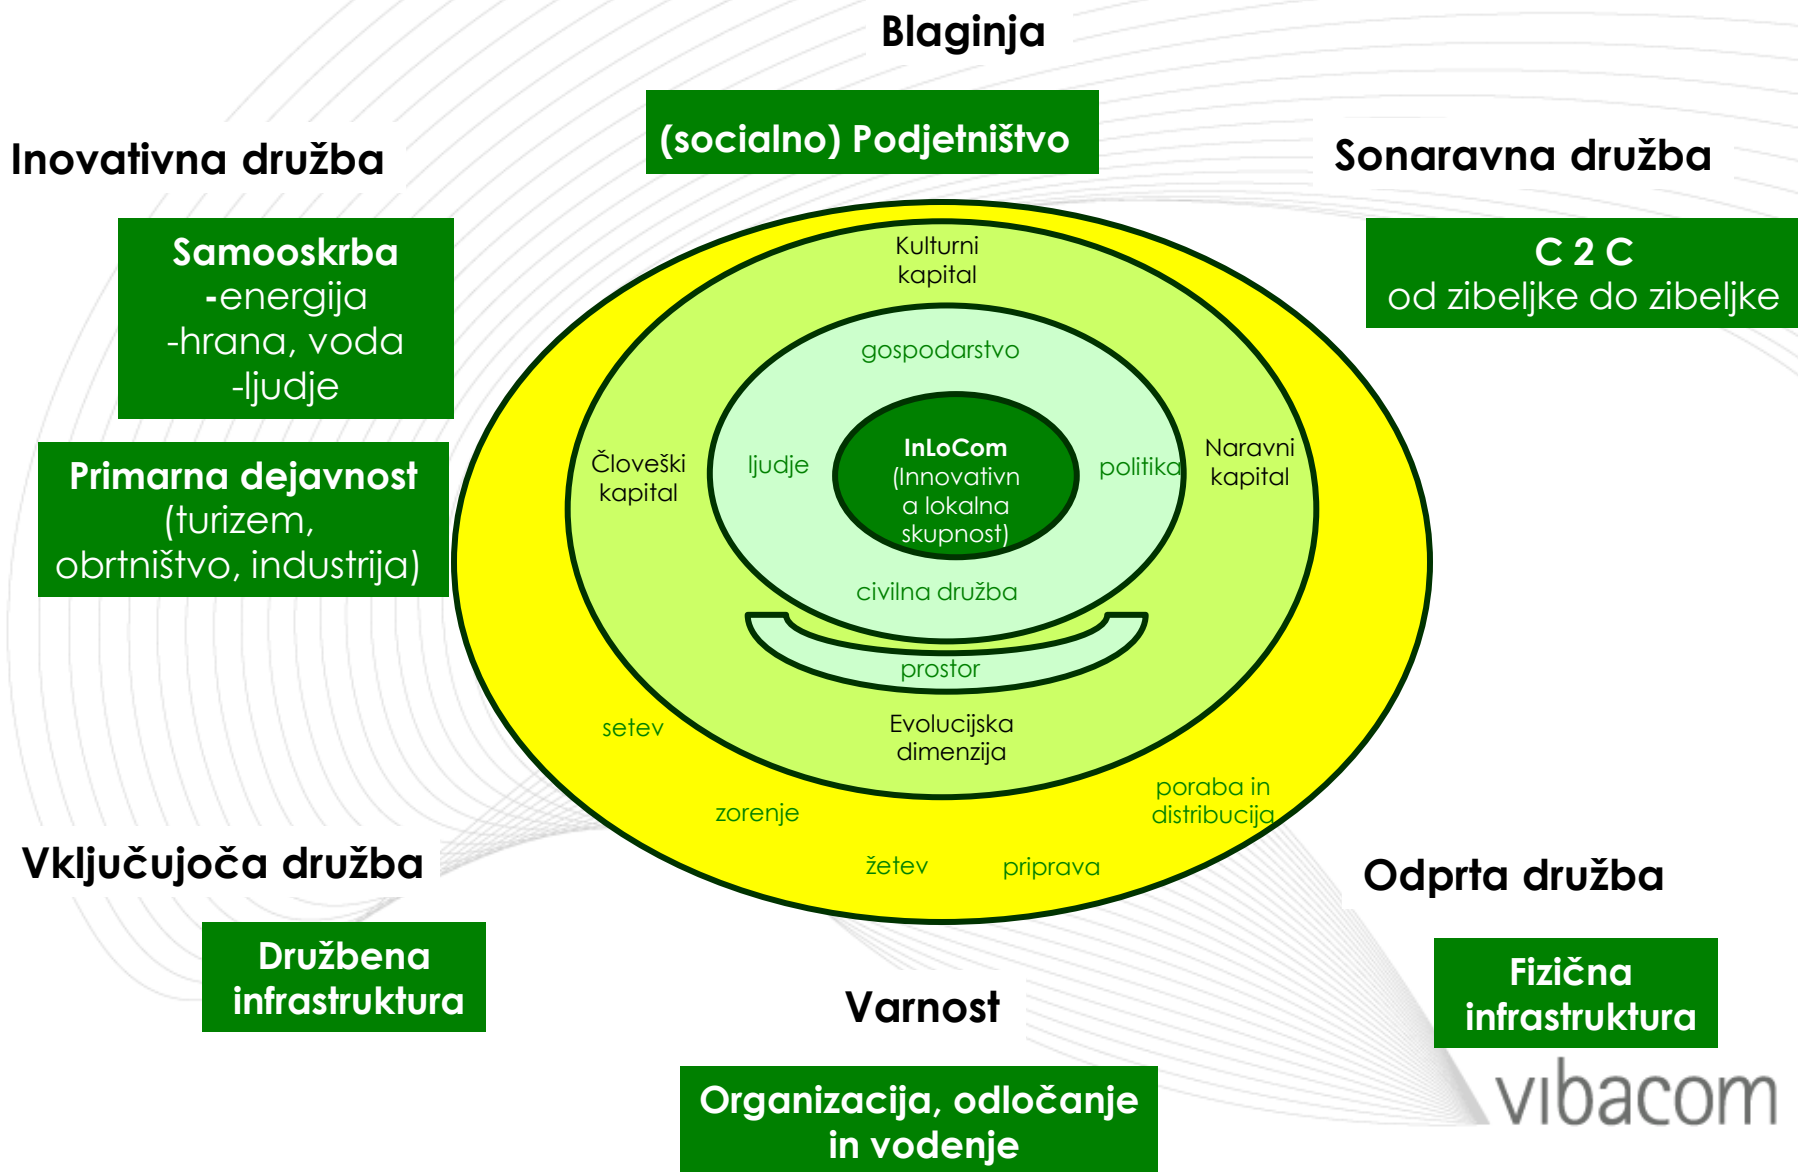 Blaginja
(socialno) Podjetništvo
Inovativna družba
Sonaravna družba
Samooskrba
-energija
-hrana, voda
-ljudje
C 2 C
od zibeljke do zibeljke
Primarna dejavnost
(turizem,
obrtništvo, industrija)
Kulturni
kapital
gospodarstvo
Človeški
kapital
ljudje
InLoCom
(Innovativn
a lokalna
skupnost)
politika
Naravni
kapital
civilna družba
prostor
Evolucijska
dimenzija
setev
zorenje
žetev
priprava
poraba in
distribucija
Vključujoča družba
Družbena
infrastruktura
Odprta družba
Fizična
infrastruktura
Varnost
Organizacija, odločanje
in vodenje
vibacom